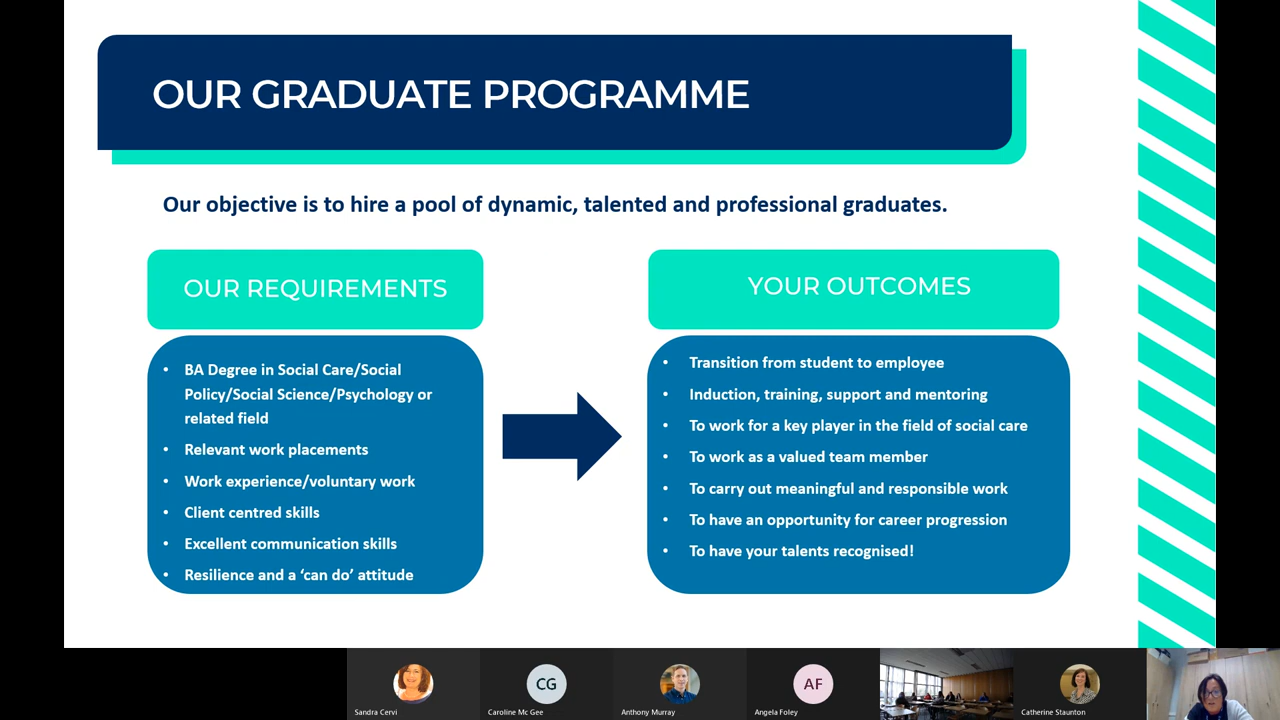 OUR GRADUATE PROGRAMME
Our objective is to hire a pool of dynamic, talented and professional graduates.
OUR REQUIREMENTS
• BA Degree in Social Care/Social
Policy/Social Science/Psychology or
related field
• Relevant work placements
• Work experience/voluntary work
• Client centred skills
• Excellent communication skills
• Resilience and a ‘can do’ attitude
YOUR OUTCOMES
• Transition from student to employee
• Induction, training, support and mentoring
• To work for a key player in the field of social care
• To work as a valued team member
• To carry out meaningful and responsible work
• To have an opportunity for career progression
• To have your talents recognised!
Sandra Cervi
CG
Caroline Mc Gee
Anthony Murray
AF
Angela Foley
Catherine Staunton